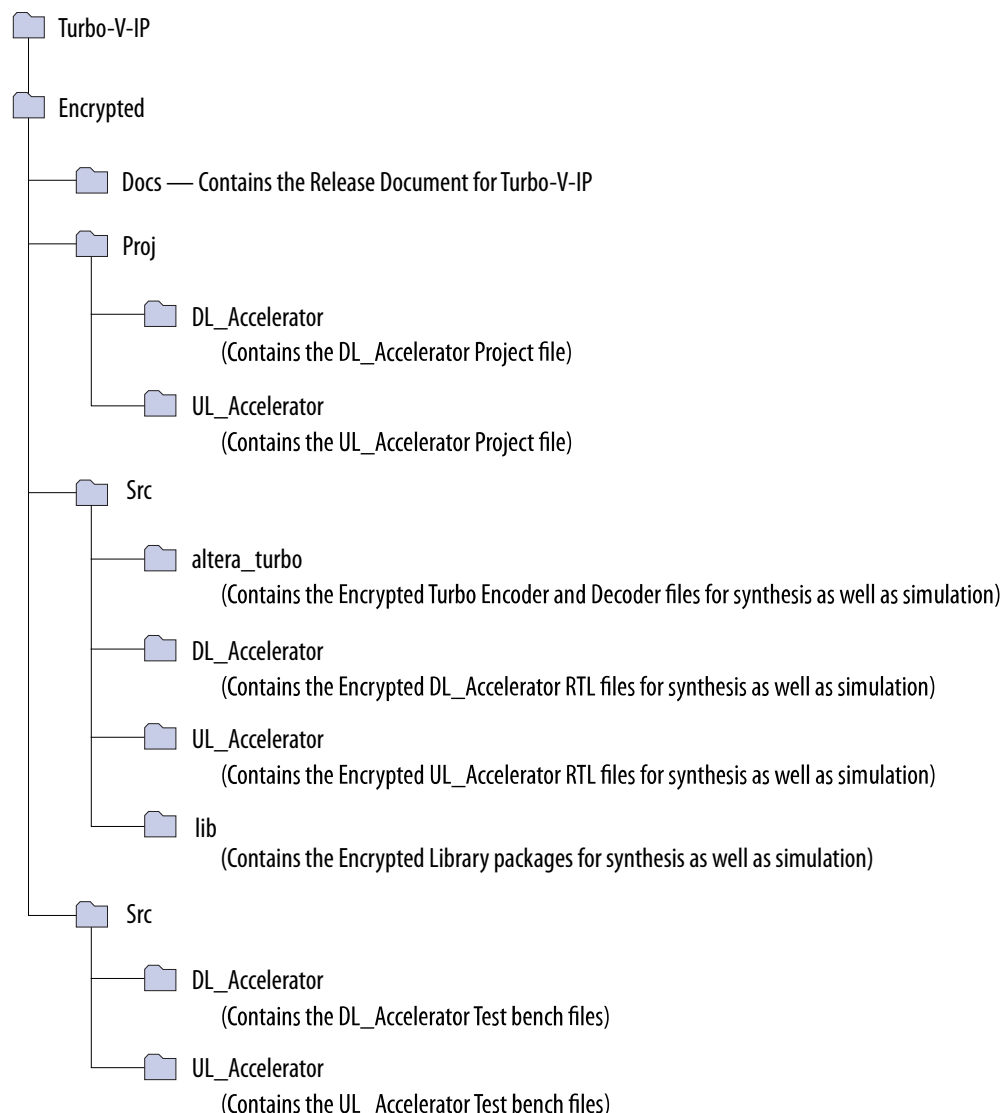 Turbo-V-IP
Encrypted
Docs — Contains the Release Document for Turbo-V-IP
Proj
DL_Accelerator
(Contains the DL_Accelerator Project file)
UL_Accelerator
(Contains the UL_Accelerator Project file)
Src
altera_turbo
(Contains the Encrypted Turbo Encoder and Decoder files for synthesis as well as simulation)
DL_Accelerator
(Contains the Encrypted DL_Accelerator RTL files for synthesis as well as simulation)
UL_Accelerator
(Contains the Encrypted UL_Accelerator RTL files for synthesis as well as simulation)
lib
(Contains the Encrypted Library packages for synthesis as well as simulation)
Src
DL_Accelerator
(Contains the DL_Accelerator Test bench files)
UL_Accelerator
(Contains the UL_Accelerator Test bench files)